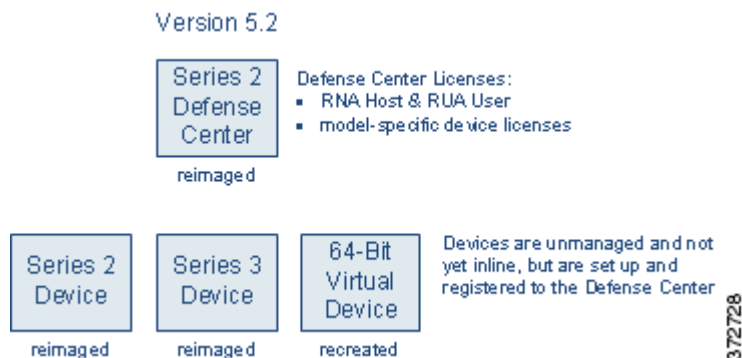 Version 5.2
Series 2
Defense
Center
reimaged
Defense Center Licenses:
▪ RNA Host & RUA User
▪ model-specific device licenses
Series 2
Device
reimaged
Series 3
Device
reimaged
64-Bit
Virtual
Device
recreated
Devices are unmanaged and not
yet inline, but are set up and
registered to the Defense Center
372728